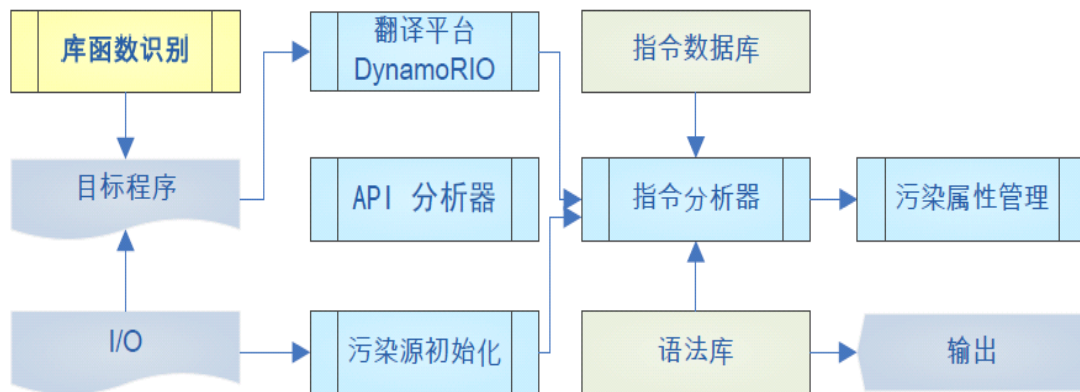 库函数识别
翻译平台
DynamoRIO
指令数据库
目标程序
API 分析器
指令分析器
污染属性管理
I/O
污染源初始化
语法库
输出